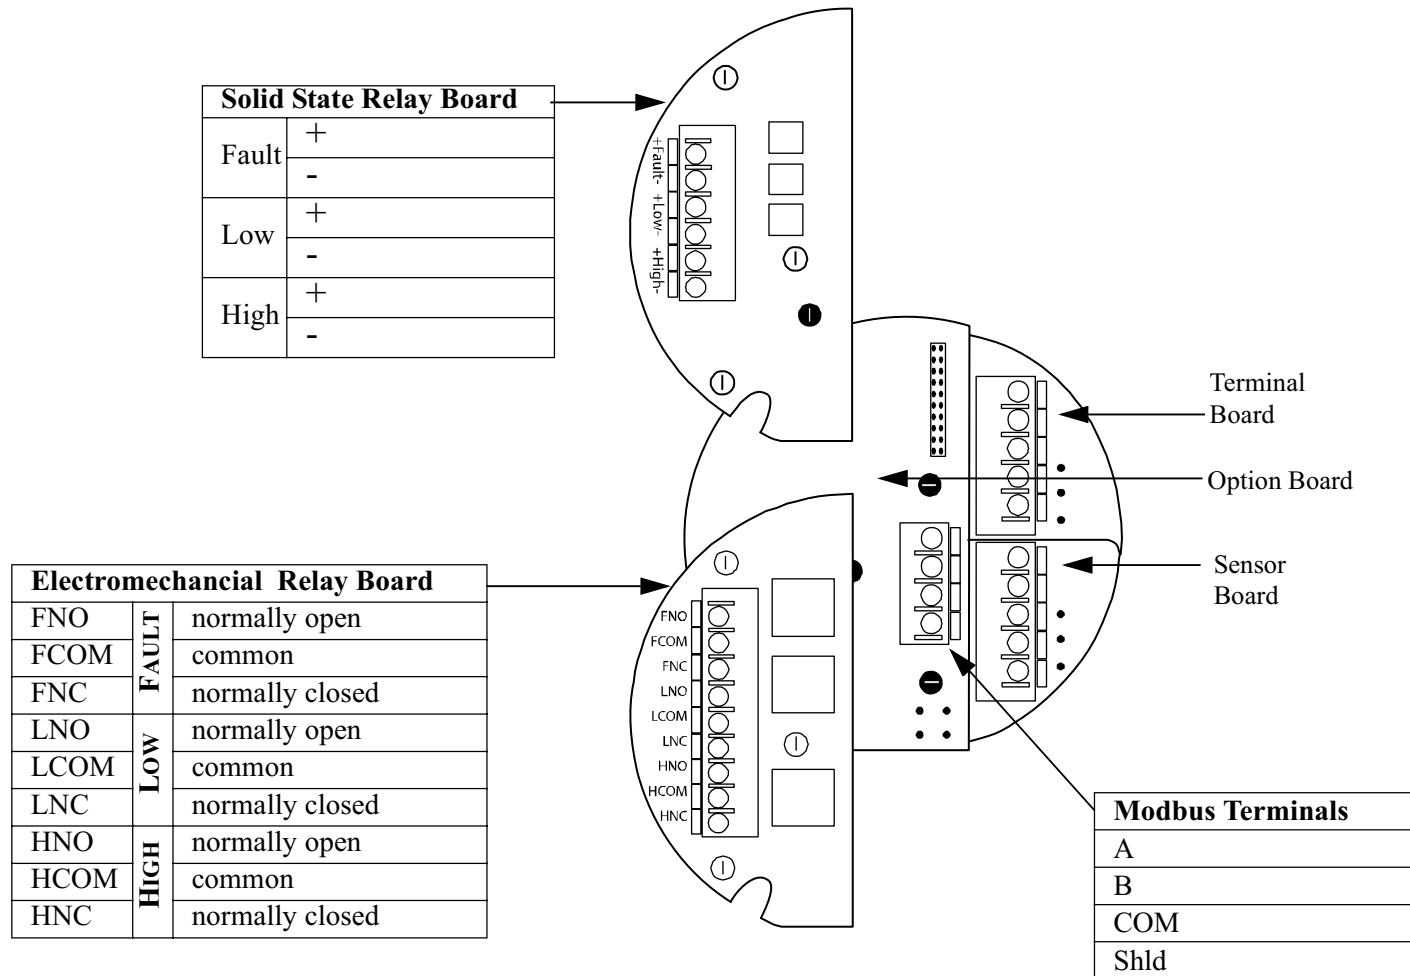 Solid State Relay Board
Fault
+
-
Low
+
-
High
+
-
+Fault-
+Low-
+High-
Terminal
Board
Option Board
Sensor
Board
Electromechancial Relay Board
FAULT
FNO normally open
FCOM common
FNC normally closed
LOW
LNO normally open
LCOM common
LNC normally closed
HIGH
HNO normally open
HCOM common
HNC normally closed
FNO
FCOM
FNC
LNO
LCOM
LNC
HNO
HCOM
HNC
Modbus Terminals
A
B
COM
Shld